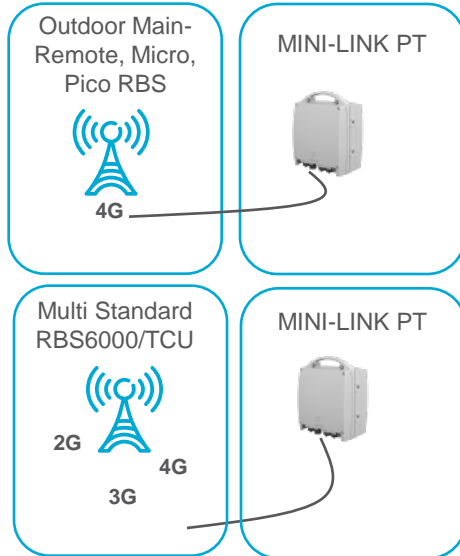 Outdoor Main-
Remote, Micro,
Pico RBS
MINI-LINK PT
4G
Multi Standard
RBS6000/TCU
MINI-LINK PT
2G
4G
3G